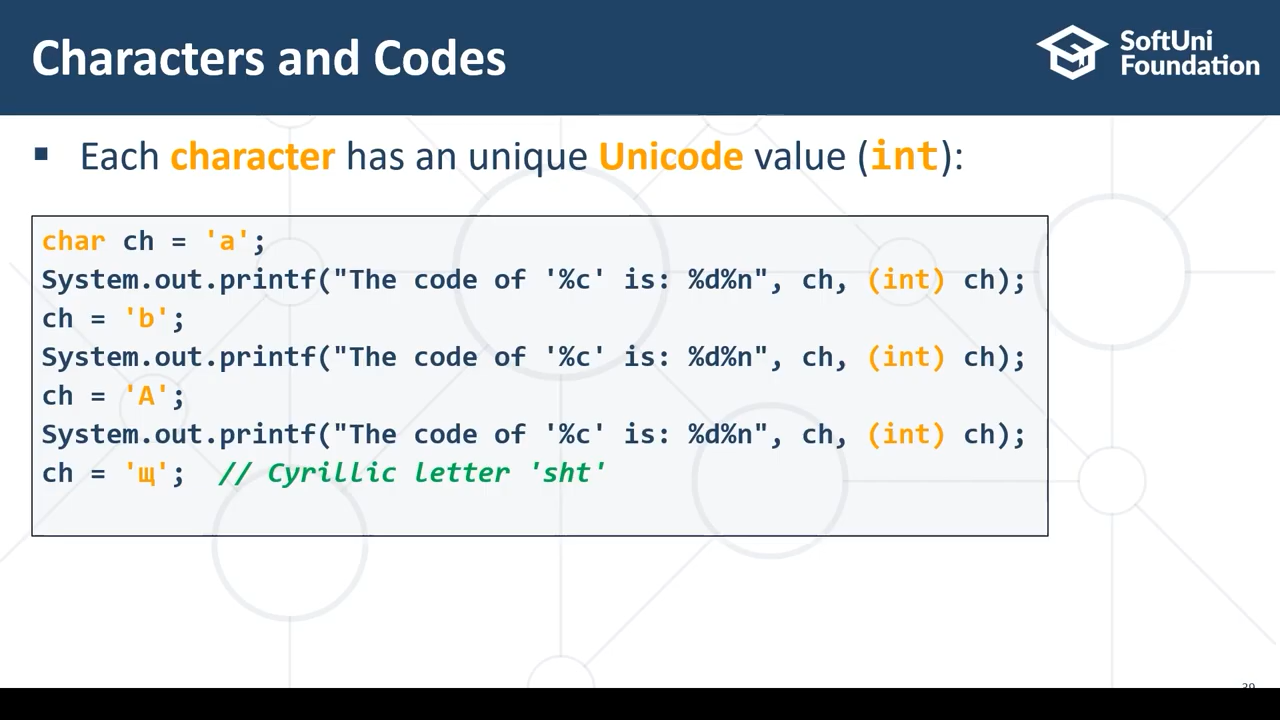 Characters and Codes
SoftUni
Foundation
▪ Each character has an unique Unicode value (int):
char ch = 'a';
System.out.printf("The code of '%c' is: %d%n", ch, (int) ch);
ch = 'b';
System.out.printf("The code of '%c' is: %d%n", ch, (int) ch);
ch = 'A';
System.out.printf("The code of '%c' is: %d%n", ch, (int) ch);
ch = 'щ'; // Cyrillic letter 'sht'